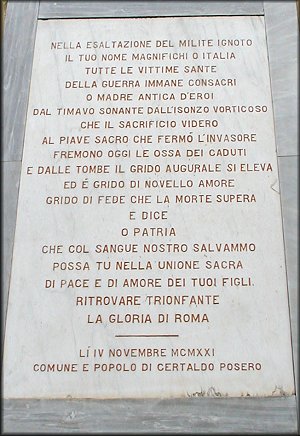 NELLA ESALTAZIONE DEL MILITE IGNOTO
IL TUO NOME MAGNIFICHI O ITALIA
TUTTE LE VITTIME SANTE
DELLA GUERRA IMMANE CONSACRI
O MADRE ANTICA D'EROI
DAL TIMAVO SONANTE DALL'ISONZO VORTICOSO
CHE IL SACRIFICIO VIDERO
AL PIAVE SACRO CHE FERMÓ L'INVASORE
FREMONO OGGI LE OSSA DEI CADUTI
E DALLE TOMBE IL GRIDO AUGURALE SI ELEVA
ED É GRIDO DI NOVELLO AMORE
GRIDO DI FEDE CHE LA MORTE SUPERA
E DICE
O PATRIA
CHE COL SANGUE NOSTRO SALVAMMO
POSSA TU NELLA UNIONE SACRA
DI PACE E DI AMORE DEI TUOI FIGLI.
RITROVARE TRIONFANTE
LA GLORIA DI ROMA
LÍ IV NOVEMBRE MCMXXI
COMUNE E POPOLO DI CERTALDO POSERO